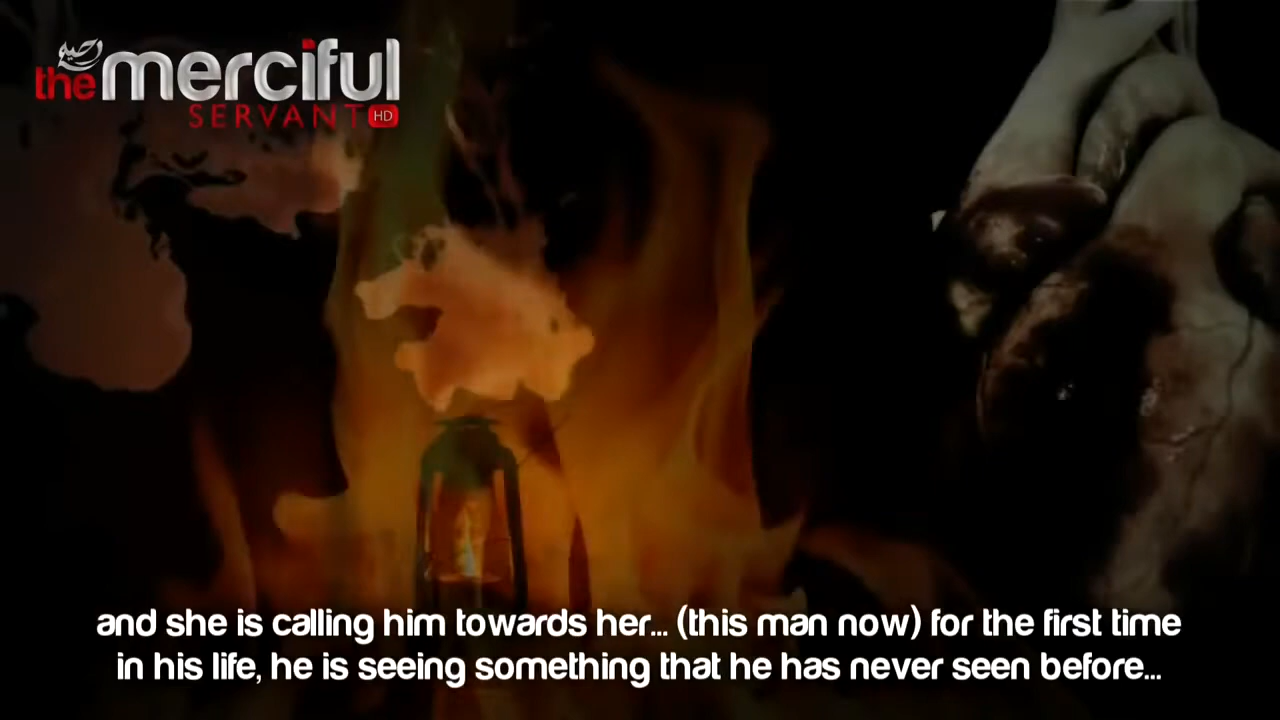 the merciful
SERVANT HD
and she is calling him towards her... (this man now) for the first time
in his life, he is seeing something that he has never seen before...